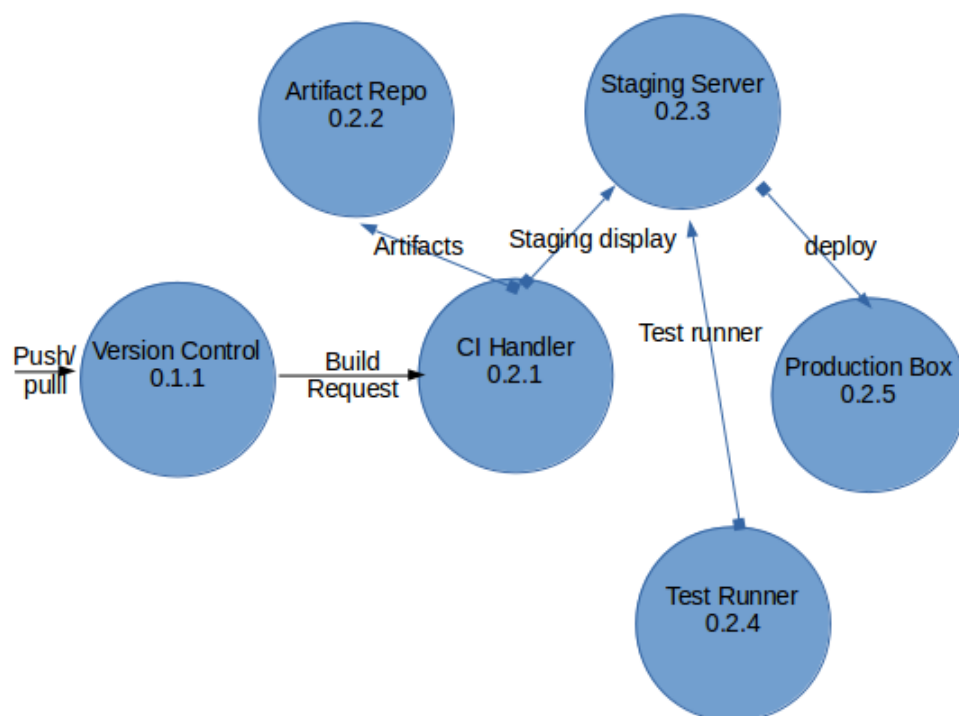 Artifact Repo
0.2.2
Staging Server
0.2.3
Artifacts
Staging display
deploy
Push/
pulll
Version Control
0.1.1
Build
Request
CI Handler
0.2.1
Test runner
Production Box
0.2.5
Test Runner
0.2.4